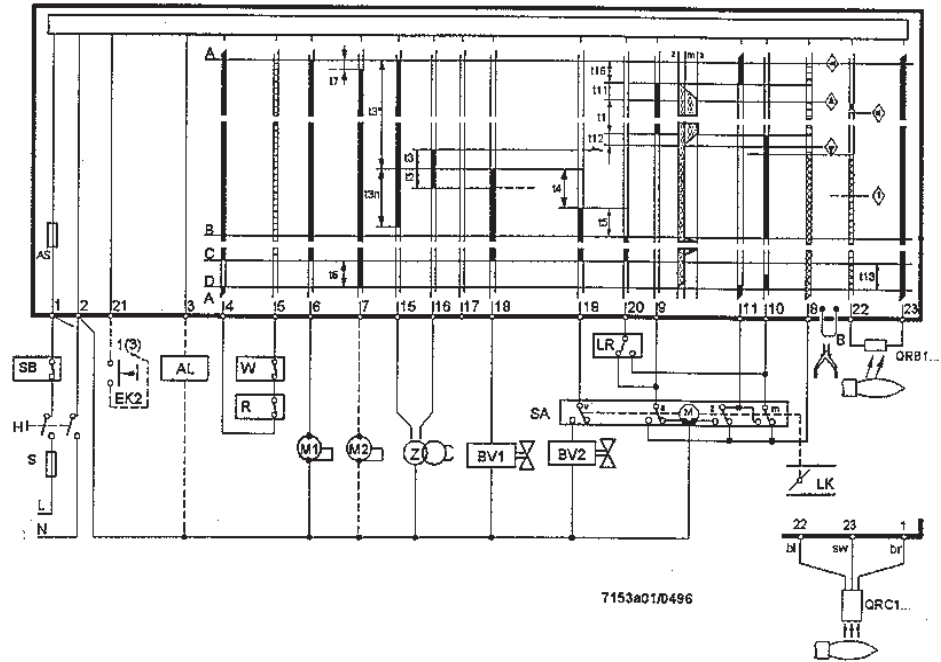 A
t7
t3*
t3
t2
t3n
t4
t5
t6
z
m
a
t16
t11
t1
t12
t13
B
C
D
A
AS
1
2
21
3
4
5
6
7
15
16
17
18
19
20
9
11
10
8
22
23
B
QRB1...
SB
1(3)
EK2
AL
W
R
LR
H
S
L
N
M1
M2
Z
BV1
BV2
SA
v
a
M
z
m
LK
22
23
1
bl
sw
br
QRC1...
7153a01/0496